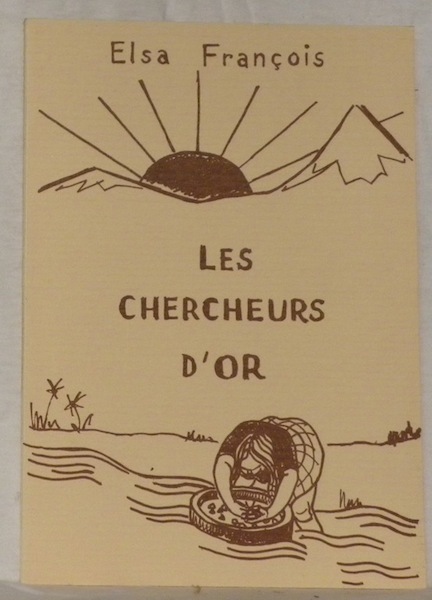 Elsa François
LES
CHERCHEURS
D'OR